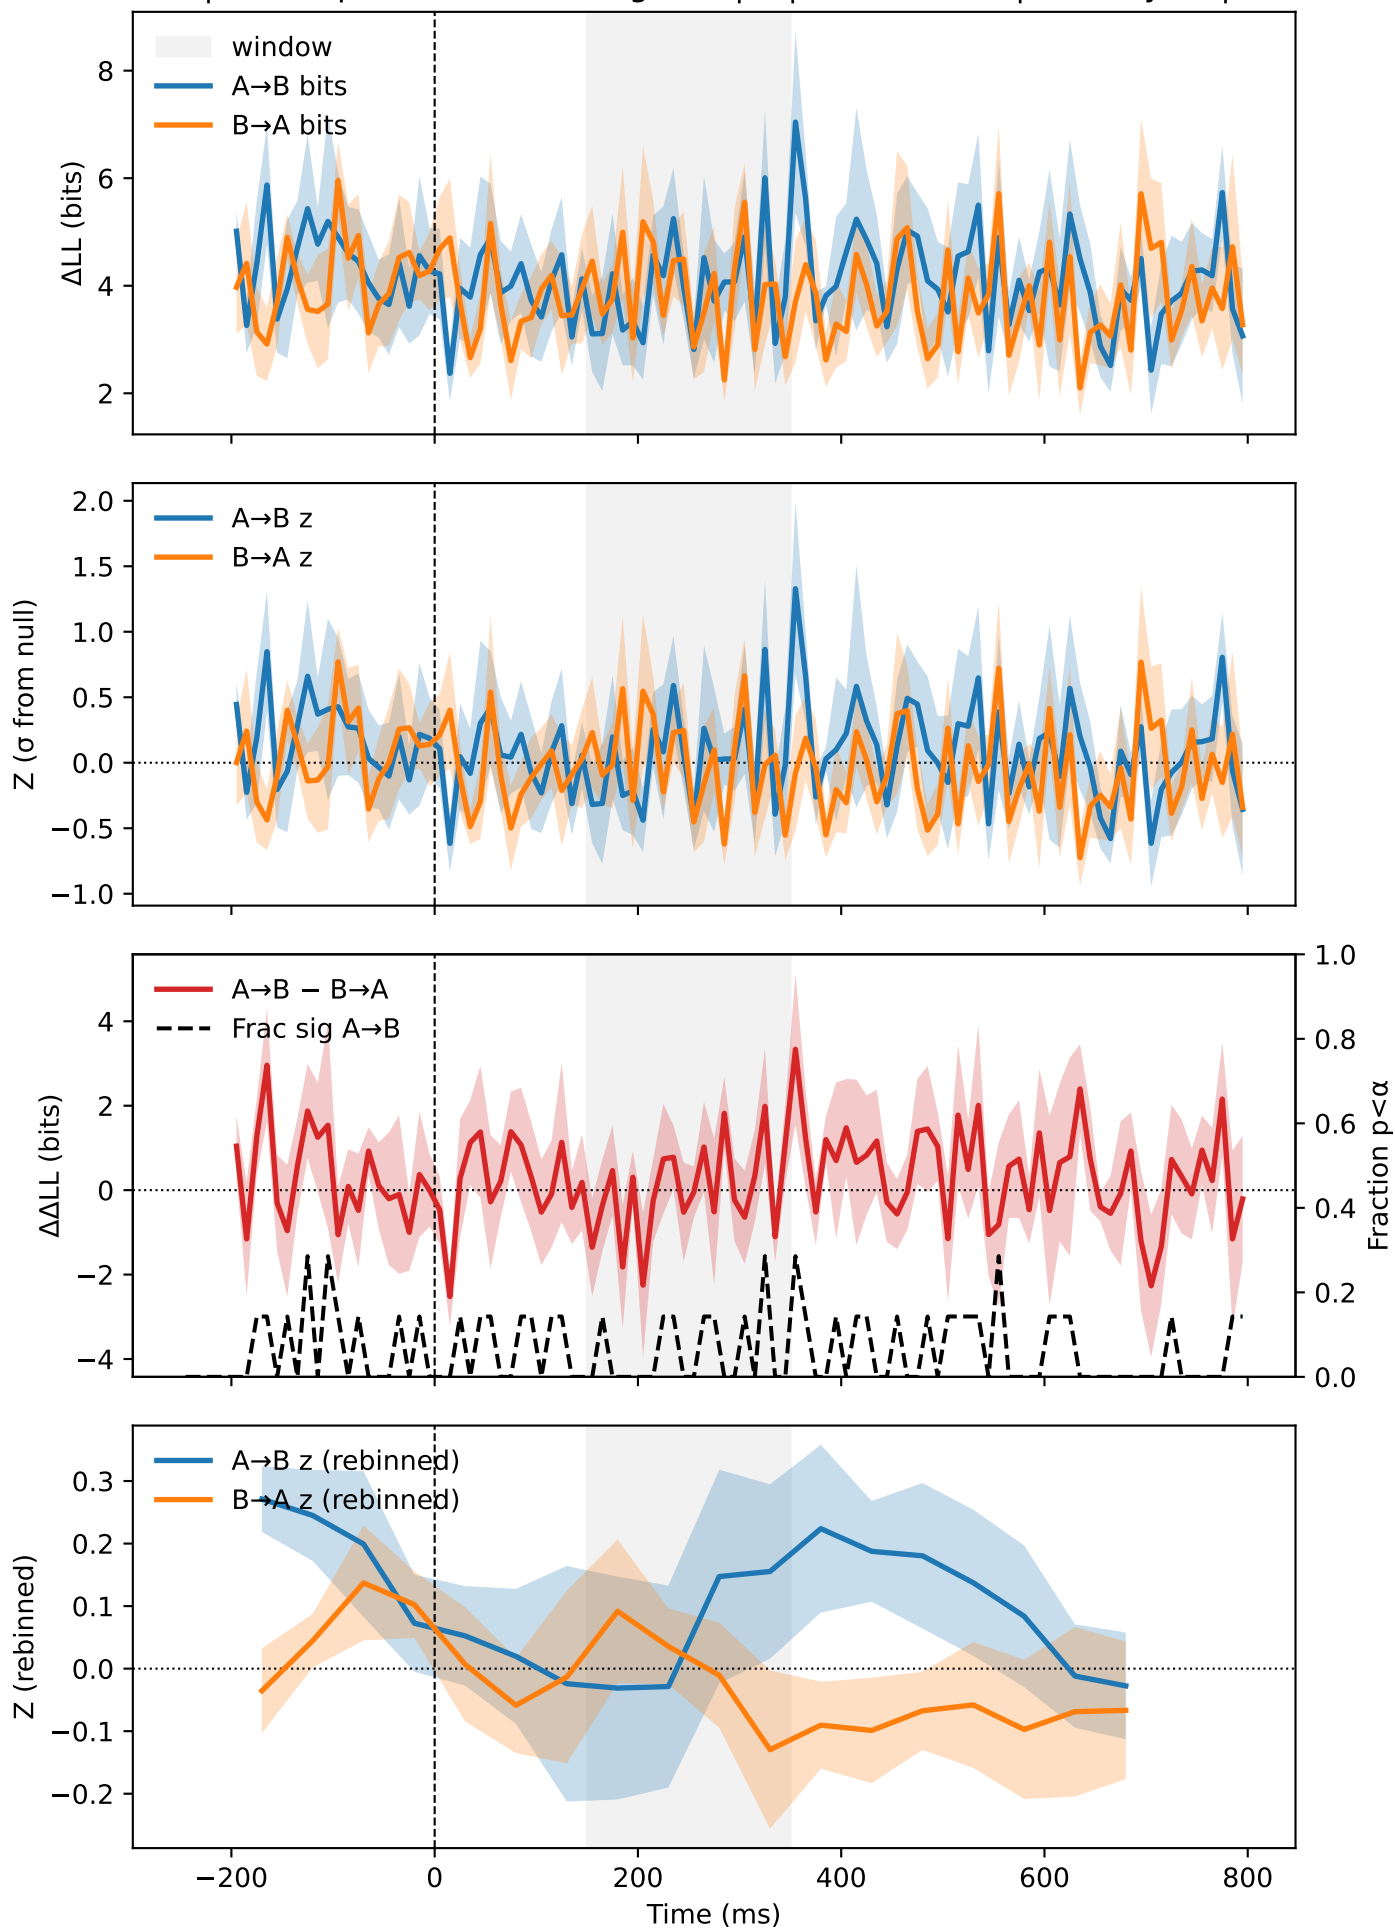 8
6
4
2
ΔLL (bits)
window
A→B bits
B→A bits
2.0
1.5
1.0
0.5
0.0
−0.5
−1.0
Z (σ from null)
A→B z
B→A z
4
2
0
−2
−4
ΔΔLL (bits)
A→B − B→A
Frac sig A→B
1.0
0.8
0.6
0.4
0.2
0.0
Fraction p<α
0.3
0.2
0.1
0.0
−0.1
−0.2
Z (rebinned)
A→B z (rebinned)
B→A z (rebinned)
−200 0 200 400 600 800
Time (ms)